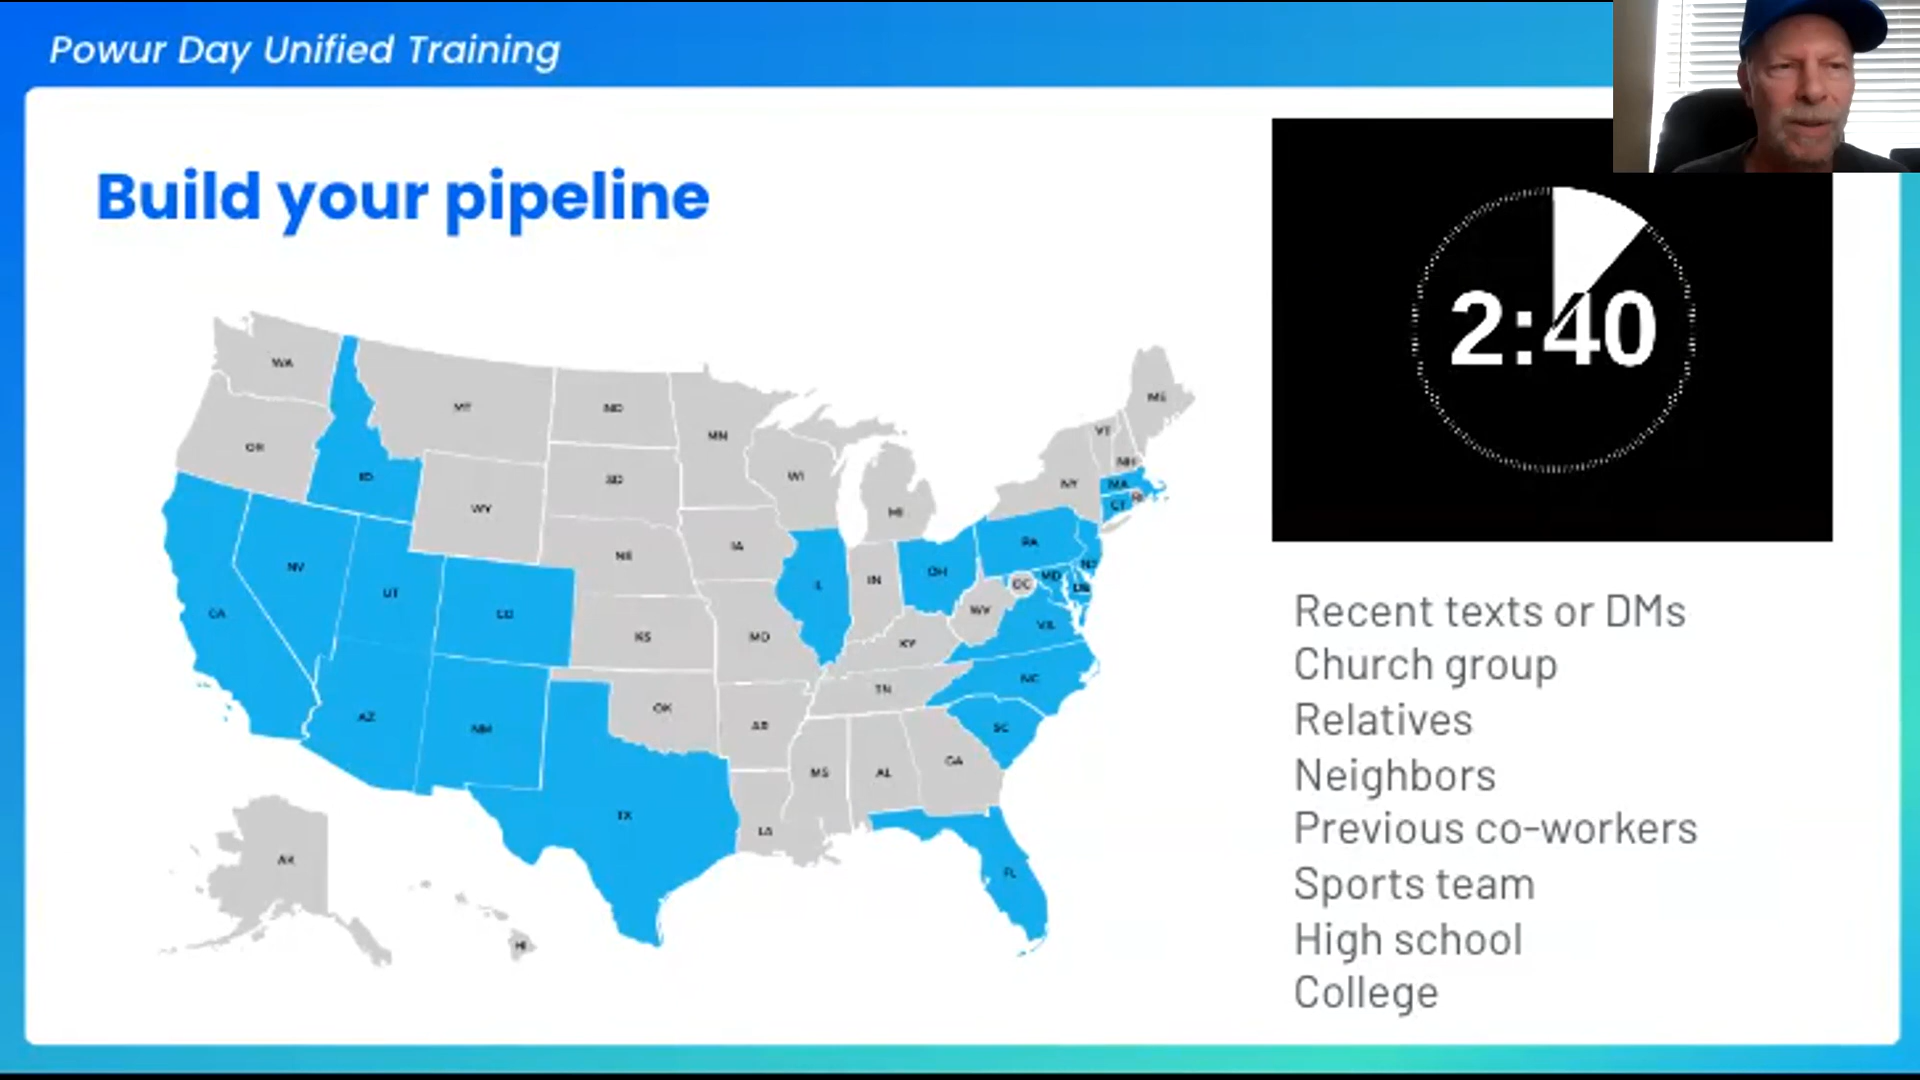 Powur Day Unified Training
Build your pipeline
2:40
WA
MT
ND
MN
ME
OR
ID
SD
WI
VT
NH
NY
MA
RI
CT
WY
MI
IA
NE
PA
NJ
NV
UT
CO
IL
IN
OH
DC
MD
DE
WV
VA
CA
KS
MO
KY
NC
TN
AZ
NM
OK
AR
SC
MS
AL
GA
TX
LA
FL
AK
HI
Recent texts or DMs
Church group
Relatives
Neighbors
Previous co-workers
Sports team
High school
College